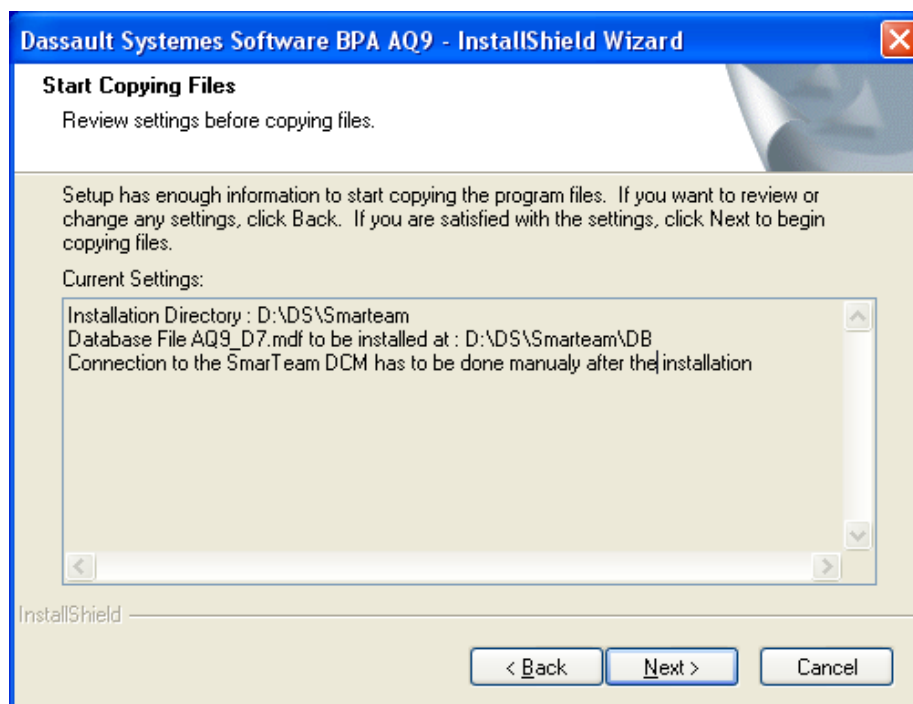 Dassault Systemes Software BPA AQ9 - InstallShield Wizard
Start Copying Files
Review settings before copying files.
Setup has enough information to start copying the program files. If you want to review or
change any settings, click Back. If you are satisfied with the settings, click Next to begin
copying files.
Current Settings:
Installation Directory : D:\DS\Smarteam
Database File AQ9_D7.mdf to be installed at : D:\DS\Smarteam\DB
Connection to the SmarTeam DCM has to be done manualy after the installation
InstallShield
< Back
Next >
Cancel